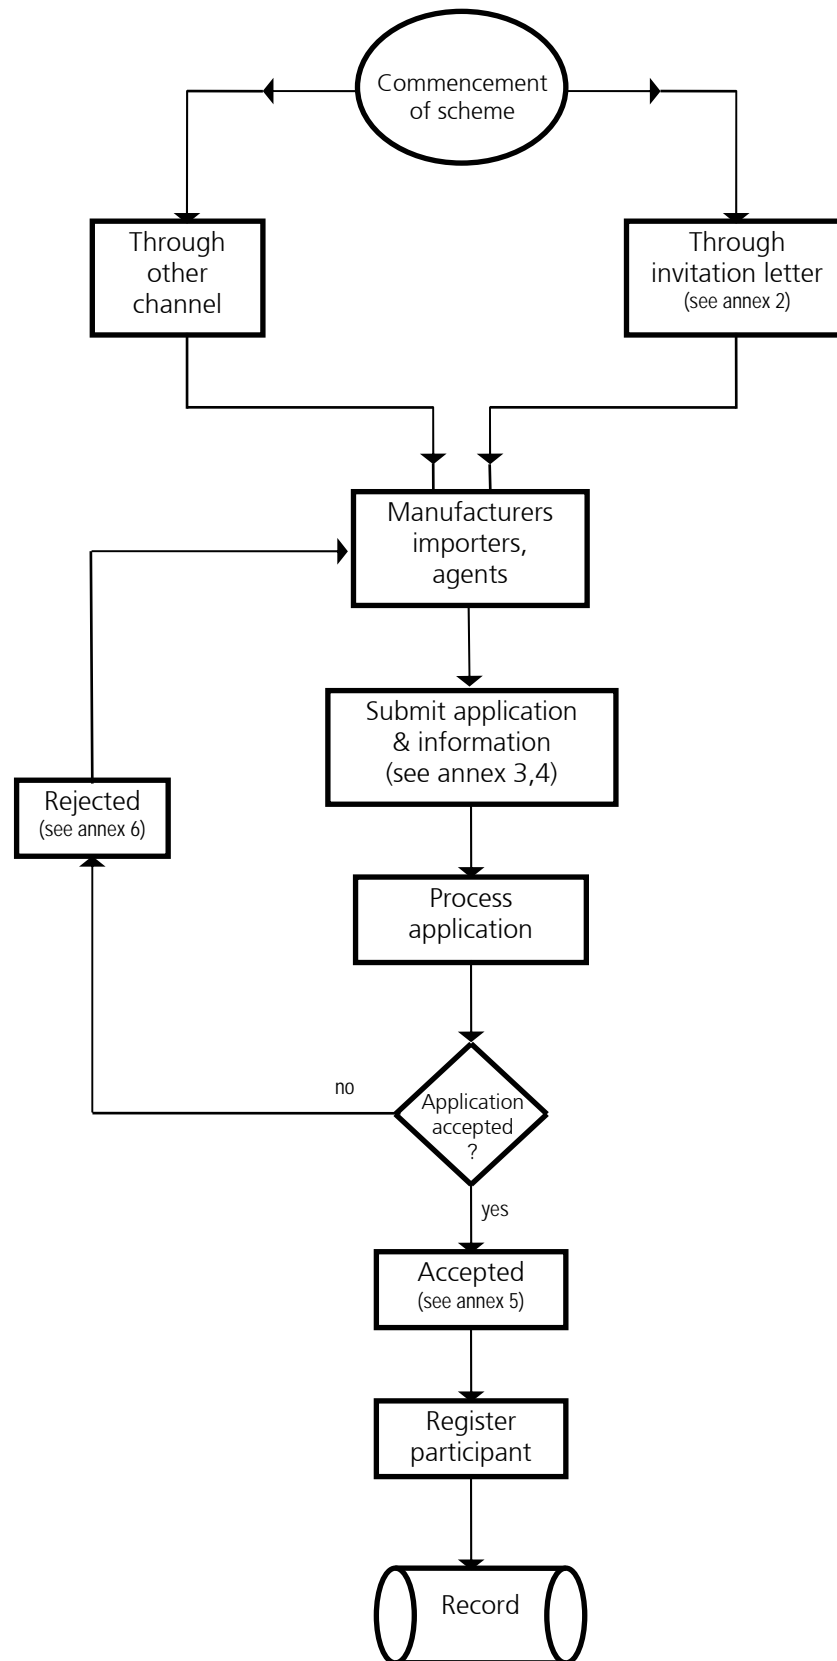 Commencement
of scheme
Through
other
channel
Through
invitation letter
(see annex 2)
Manufacturers
importers,
agents
Submit application
& information
(see annex 3,4)
Rejected
(see annex 6)
Process
application
no
Application
accepted
?
yes
Accepted
(see annex 5)
Register
participant
Record